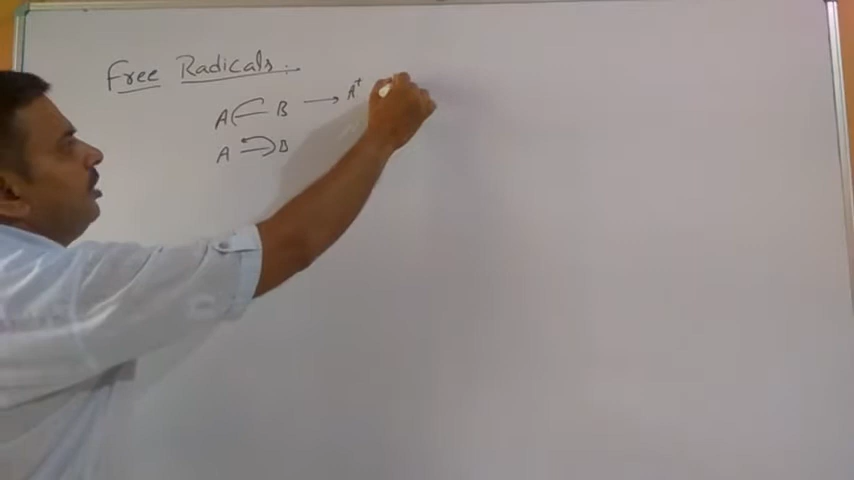 Free Radicals :
A — B → A⁺
A — B